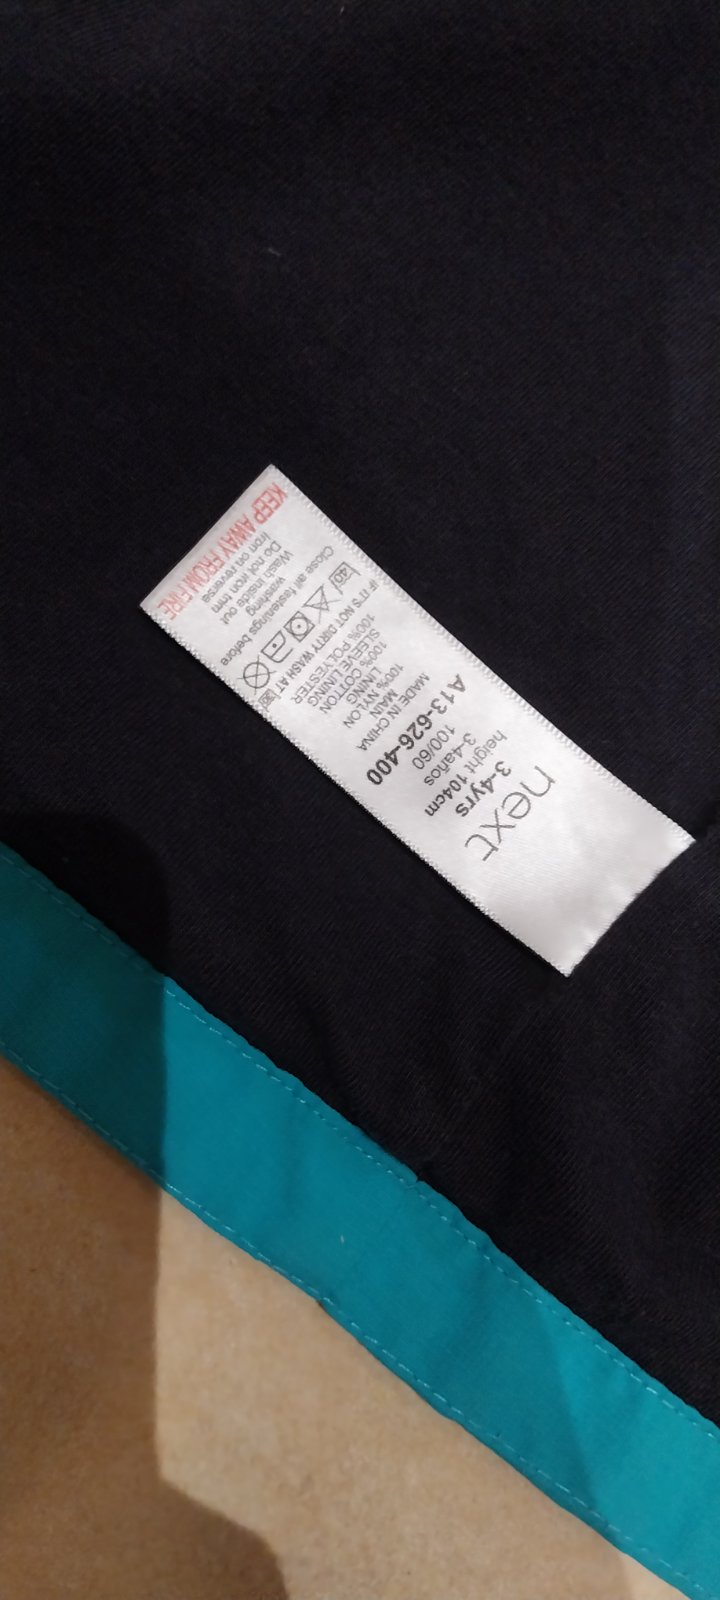 next
3-4yrs
height 104cm
3-4años
100/60
A13-626-400
MADE IN CHINA
MAIN
100% NYLON
LINING
100% COTTON
SLEEVE LINING
100% POLYESTER
IF IT'S NOT DIRTY WASH AT 30
40
Close all fastenings before
washing
Wash inside out
Do not iron trim
Iron on reverse
KEEP AWAY FROM FIRE